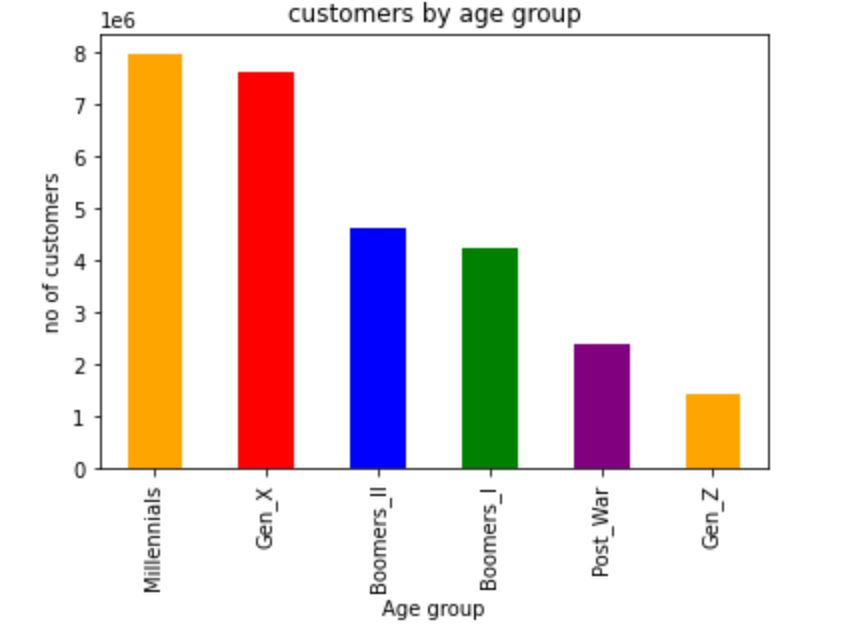 customers by age group
1e6
8
7
6
5
4
3
2
1
0
no of customers
Millennials
Gen_X
Boomers_II
Boomers_I
Post_War
Gen_Z
Age group